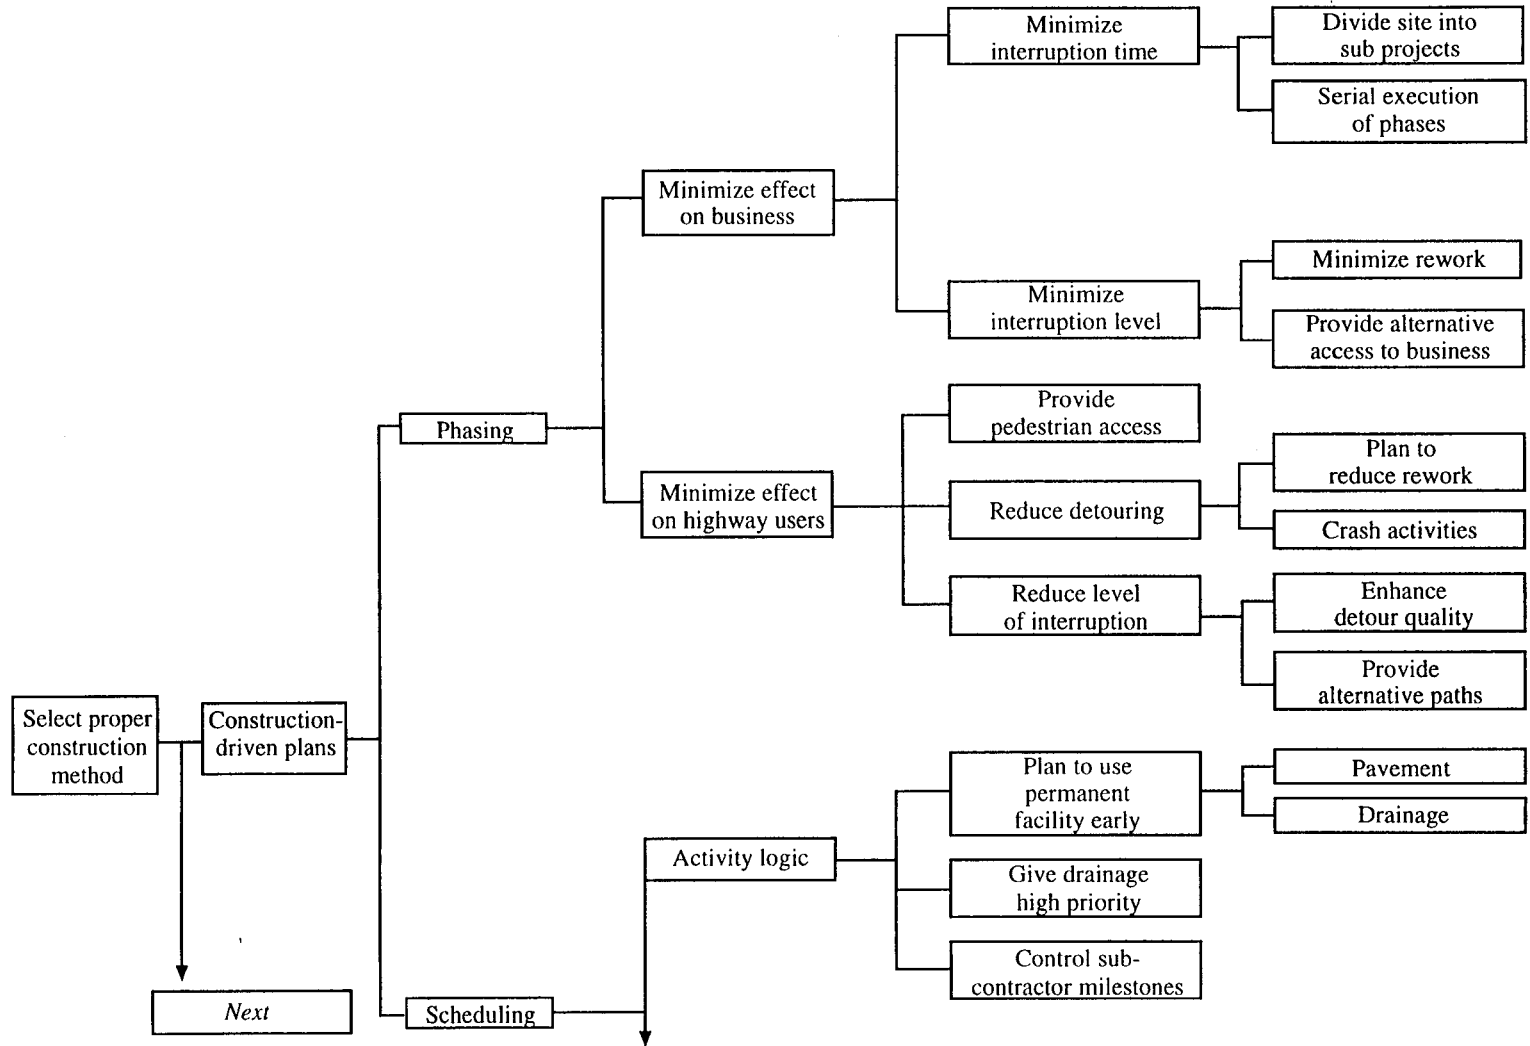 Minimize
interruption time
Divide site into
sub projects
Serial execution
of phases
Minimize effect
on business
Minimize
interruption level
Minimize rework
Provide alternative
access to business
Phasing
Provide
pedestrian access
Minimize effect
on highway users
Reduce detouring
Plan to
reduce rework
Crash activities
Reduce level
of interruption
Enhance
detour quality
Provide
alternative paths
Select proper
construction
method
Construction-
driven plans
Plan to use
permanent
facility early
Pavement
Drainage
Activity logic
Give drainage
high priority
Control sub-
contractor milestones
Next
Scheduling